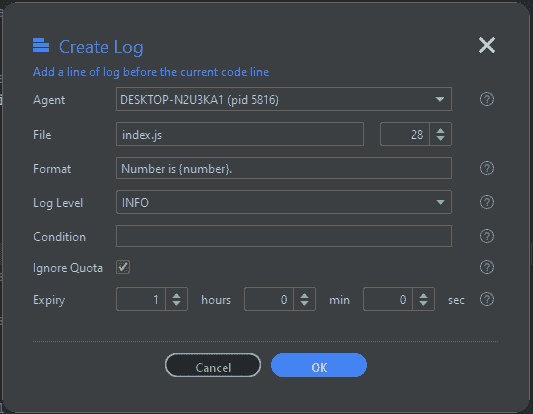 Create Log
Add a line of log before the current code line
Agent DESKTOP-N2U3KA1 (pid 5816) ?
File index.js 28 ?
Format Number is {number}. ?
Log Level INFO ?
Condition ?
Ignore Quota ?
Expiry 1 hours 0 min 0 sec ?
Cancel OK